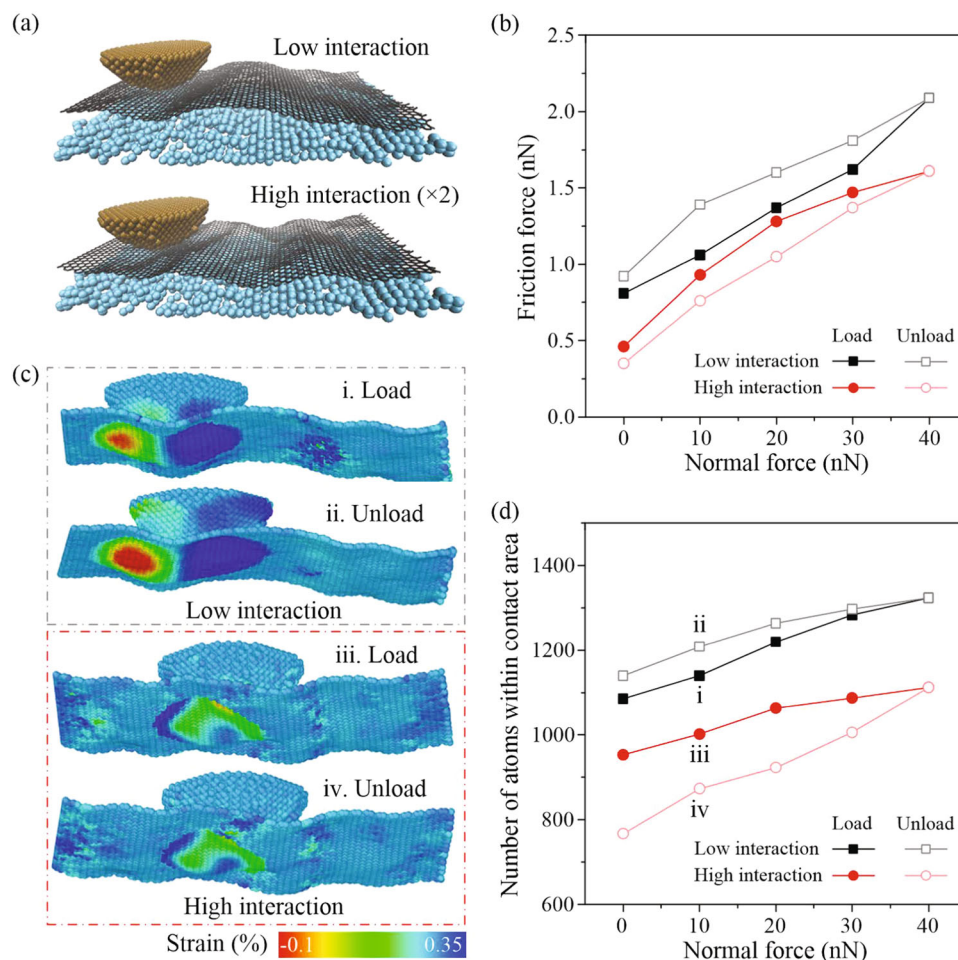 (a)
Low interaction
High interaction (×2)
(b)
2.5
2.0
1.5
1.0
0.5
0.0
Friction force (nN)
Load Unload
Low interaction
High interaction
0 10 20 30 40
Normal force (nN)
(c)
i. Load
ii. Unload
Low interaction
iii. Load
iv. Unload
High interaction
Strain (%) -0.1 0.35
(d)
1400
1200
1000
800
600
Number of atoms within contact area
ii
i
iii
iv
Load Unload
Low interaction
High interaction
0 10 20 30 40
Normal force (nN)